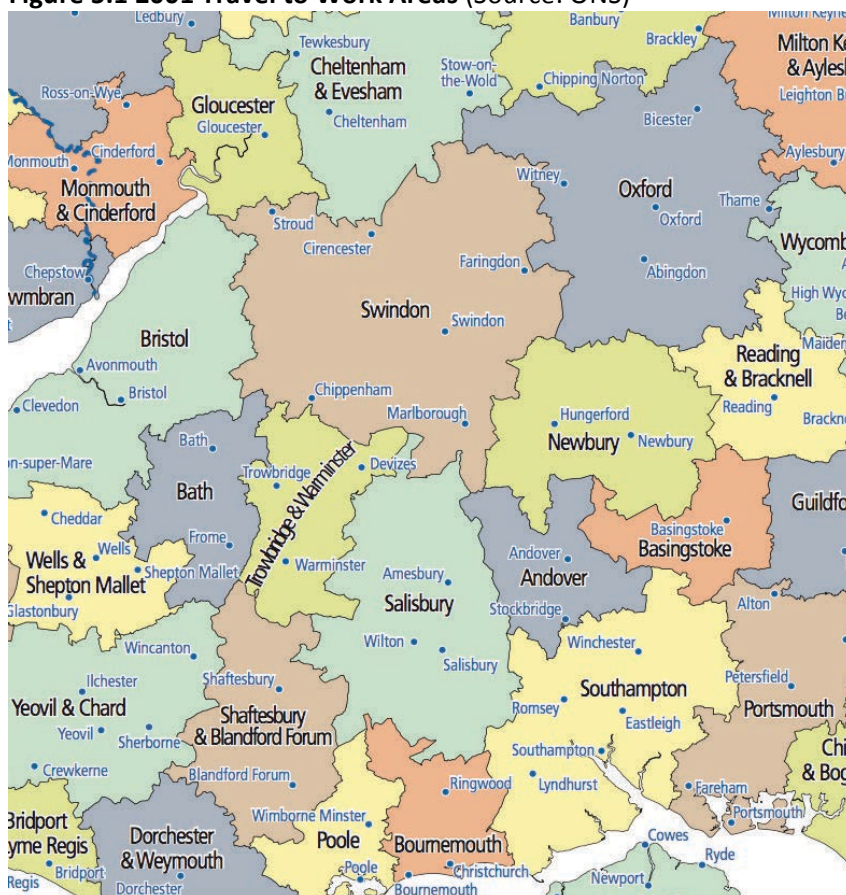 Figure 3.1 2001 Travel to Work Areas (Source: ONS)
Ledbury
Tewkesbury
Banbury
Brackley
Milton Keyne
Cheltenham
& Evesham
Stow-on-
the-Wold
Milton Ke
& Aylesb
Ross-on-Wye
Gloucester
Gloucester
Cheltenham
Chipping Norton
Leighton Bu
Bicester
Monmouth
Cinderford
Aylesbury
Monmouth
& Cinderford
Witney
Oxford
Oxford
Thame
Stroud
Cirencester
Wycomb
Chepstow
wmbran
Faringdon
Abingdon
High Wyc
Be
Swindon
Swindon
Bristol
Maiden
Reading
& Bracknell
Avonmouth
Bristol
Clevedon
Chippenham
Marlborough
Hungerford
Newbury
Newbury
Reading
Brackn
Bath
on-super-Mare
Trowbridge
Devizes
Bath
Trowbridge & Warminster
Guildfo
Cheddar
Basingstoke
Basingstoke
Wells &
Shepton Mallet
Wells
Frome
Shepton Mallet
Warminster
Andover
Andover
Amesbury
Glastonbury
Salisbury
Stockbridge
Alton
Wincanton
Wilton
Salisbury
Winchester
Ilchester
Shaftesbury
Petersfield
Yeovil & Chard
Southampton
Romsey
Eastleigh
Portsmouth
Yeovil
Sherborne
Shaftesbury
& Blandford Forum
Southampton
Chi
& Bog
Crewkerne
Blandford Forum
Ringwood
Lyndhurst
Fareham
Wimborne Minster
Portsmouth
Bridport
yme Regis
Dorchester
& Weymouth
Poole
Bournemouth
Cowes
Regis
Bridport
Dorchester
Poole
Christchurch
Bournemouth
Ryde
Newport